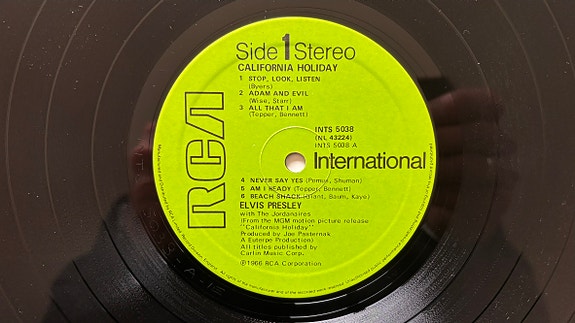 Side 1 Stereo
CALIFORNIA HOLIDAY
1 STOP, LOOK, LISTEN
(Byers)
2 ADAM AND EVIL
(Wise, Starr)
3 ALL THAT I AM
(Tepper, Bennett)
RCA
INTS 5038
(NL 43224)
INTS 5038 A
International
4 NEVER SAY YES (Pomus, Shuman)
5 AM I READY (Tepper, Bennett)
6 BEACH SHACK (Giant, Baum, Kaye)
ELVIS PRESLEY
with The Jordanaires
(From the MGM motion picture release
"California Holiday"
Produced by Joe Pasternak
A Euterpe Production)
All titles published by
Carlin Music Corp.
℗1966 RCA Corporation